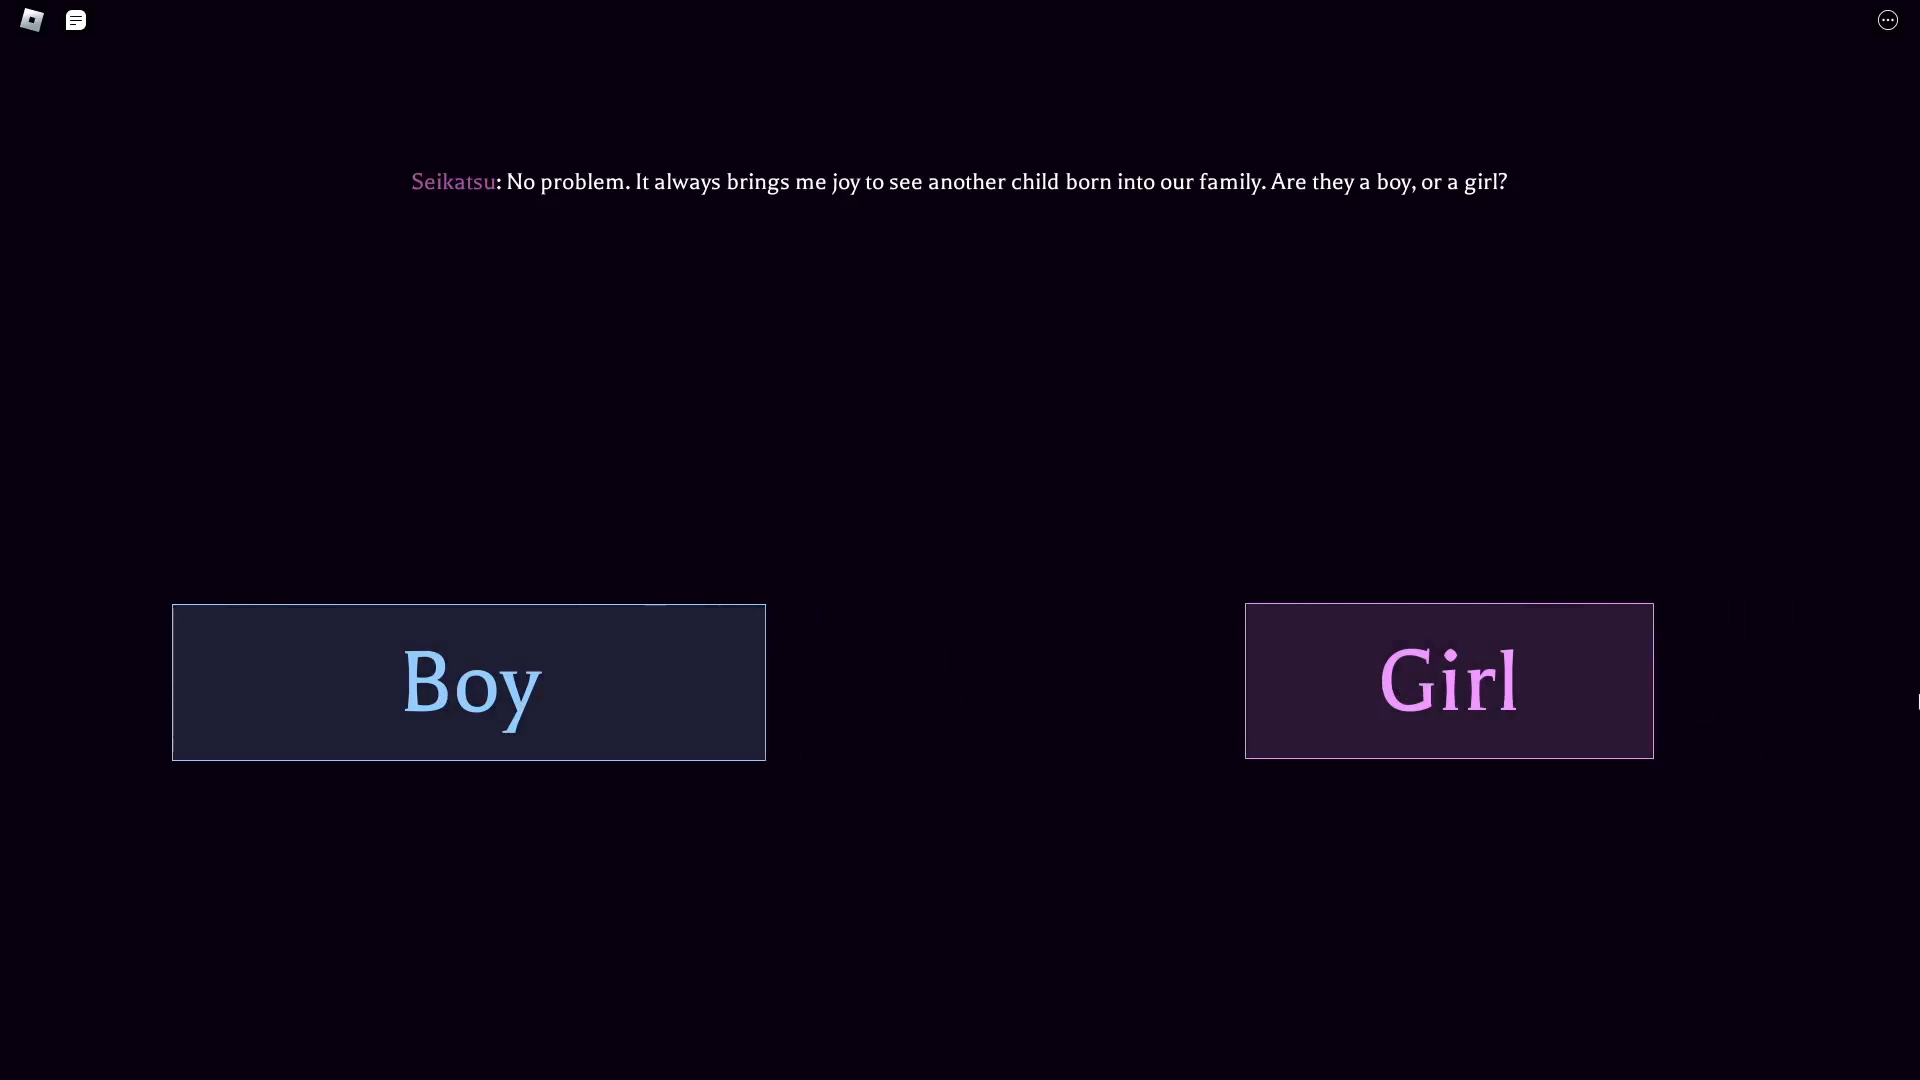 Seikatsu: No problem. It always brings me joy to see another child born into our family. Are they a boy, or a girl?
Boy
Girl